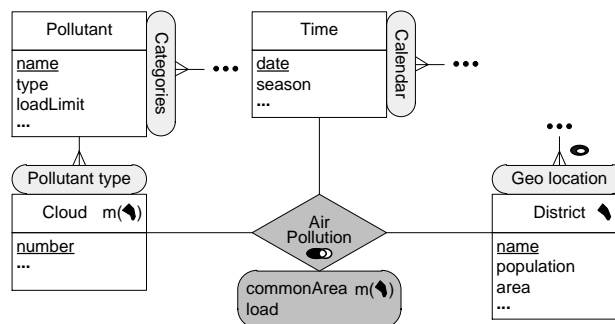 Pollutant
name
type
loadLimit
...
Categories
...
Time
date
season
...
Calendar
...
Pollutant type
Cloud m( )
number
...
Air
Pollution
commonArea m( )
load
...
Geo location
District
name
population
area
...